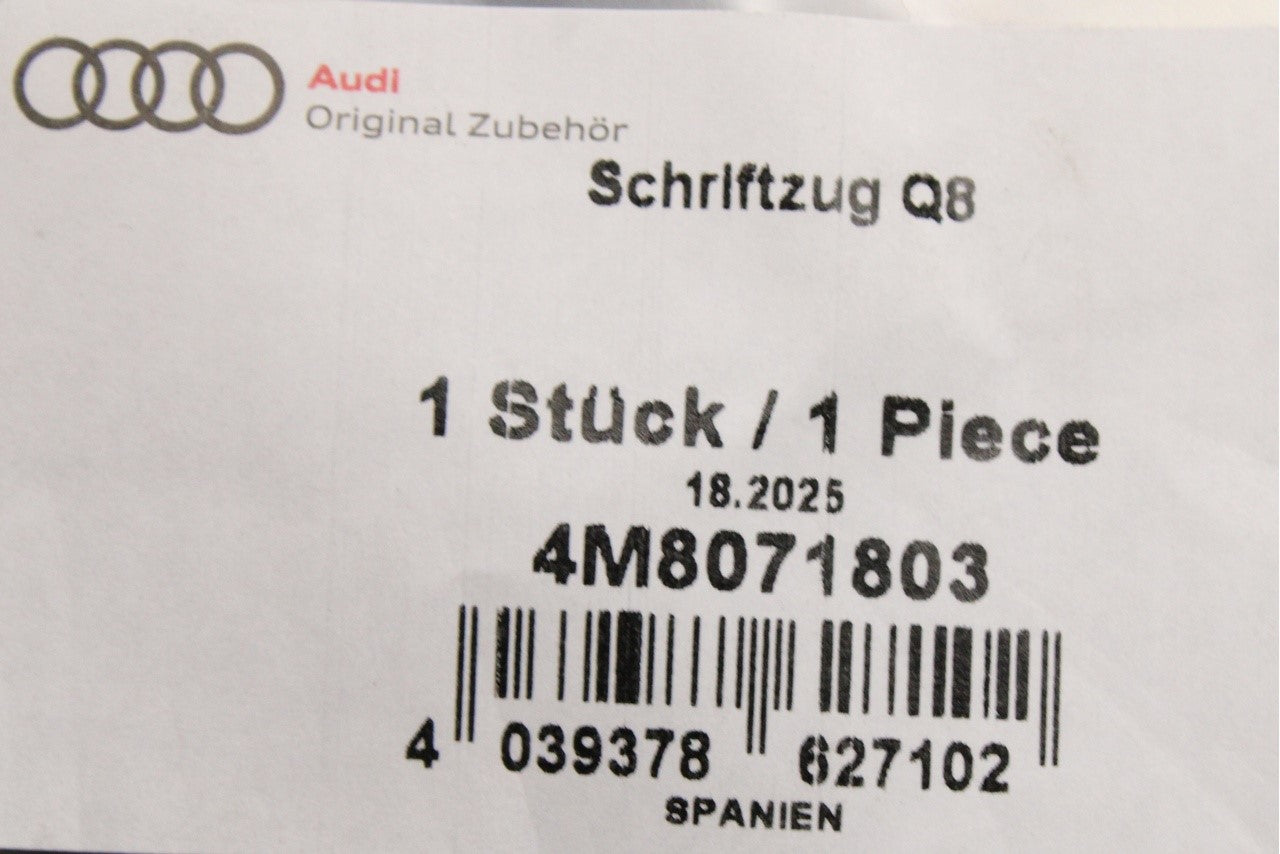 Audi
Original Zubehör
Schriftzug Q8
1 Stück / 1 Piece
18.2025
4M8071803
4 039378 627102
SPANIEN